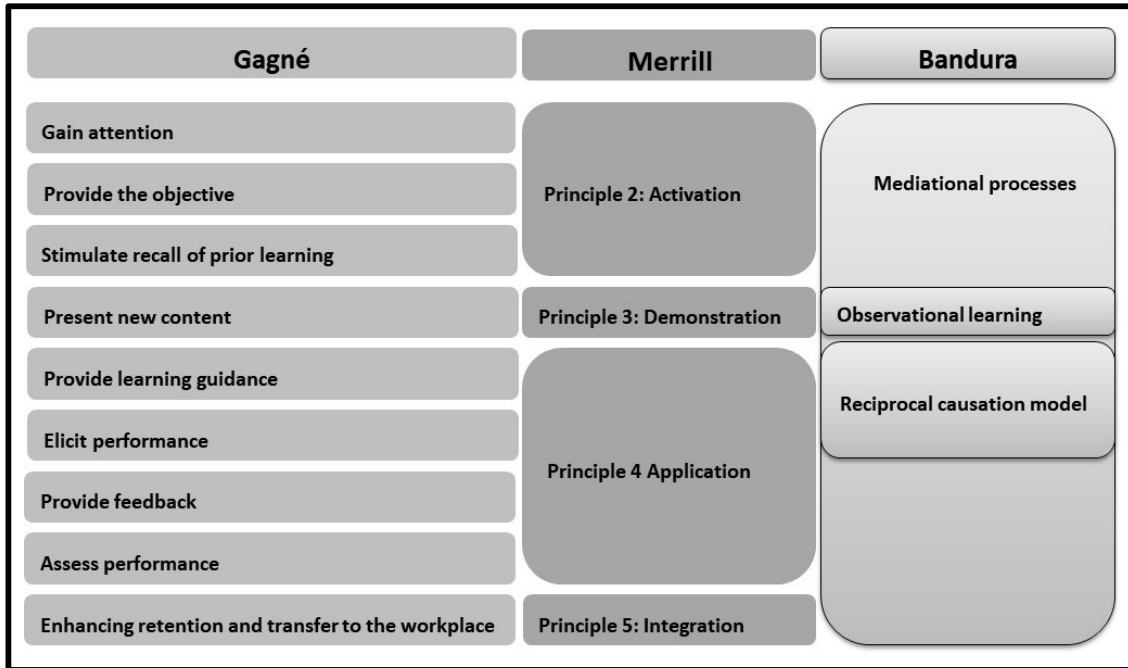 Gagné
Merrill
Bandura
Gain attention
Provide the objective
Stimulate recall of prior learning
Present new content
Provide learning guidance
Elicit performance
Provide feedback
Assess performance
Enhancing retention and transfer to the workplace
Principle 2: Activation
Principle 3: Demonstration
Principle 4 Application
Principle 5: Integration
Mediational processes
Observational learning
Reciprocal causation model